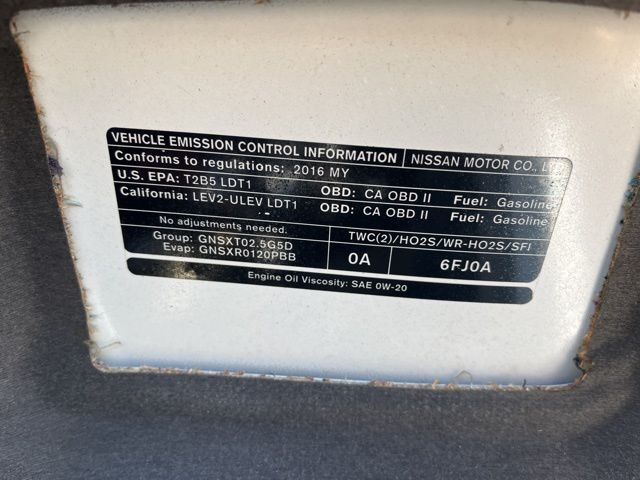 VEHICLE EMISSION CONTROL INFORMATION NISSAN MOTOR CO.,
Conforms to regulations: 2016 MY
U.S. EPA: T2B5 LDT1 OBD: CA OBD II Fuel: Gasoline
California: LEV2-ULEV LDT1 OBD: CA OBD II Fuel: Gasoline
No adjustments needed. TWC(2)/HO2S/WR-HO2S/SFI
Group: GNSXT02.5G5D
Evap: GNSXR0120PBB 0A 6FJ0A
Engine Oil Viscosity: SAE 0W-20